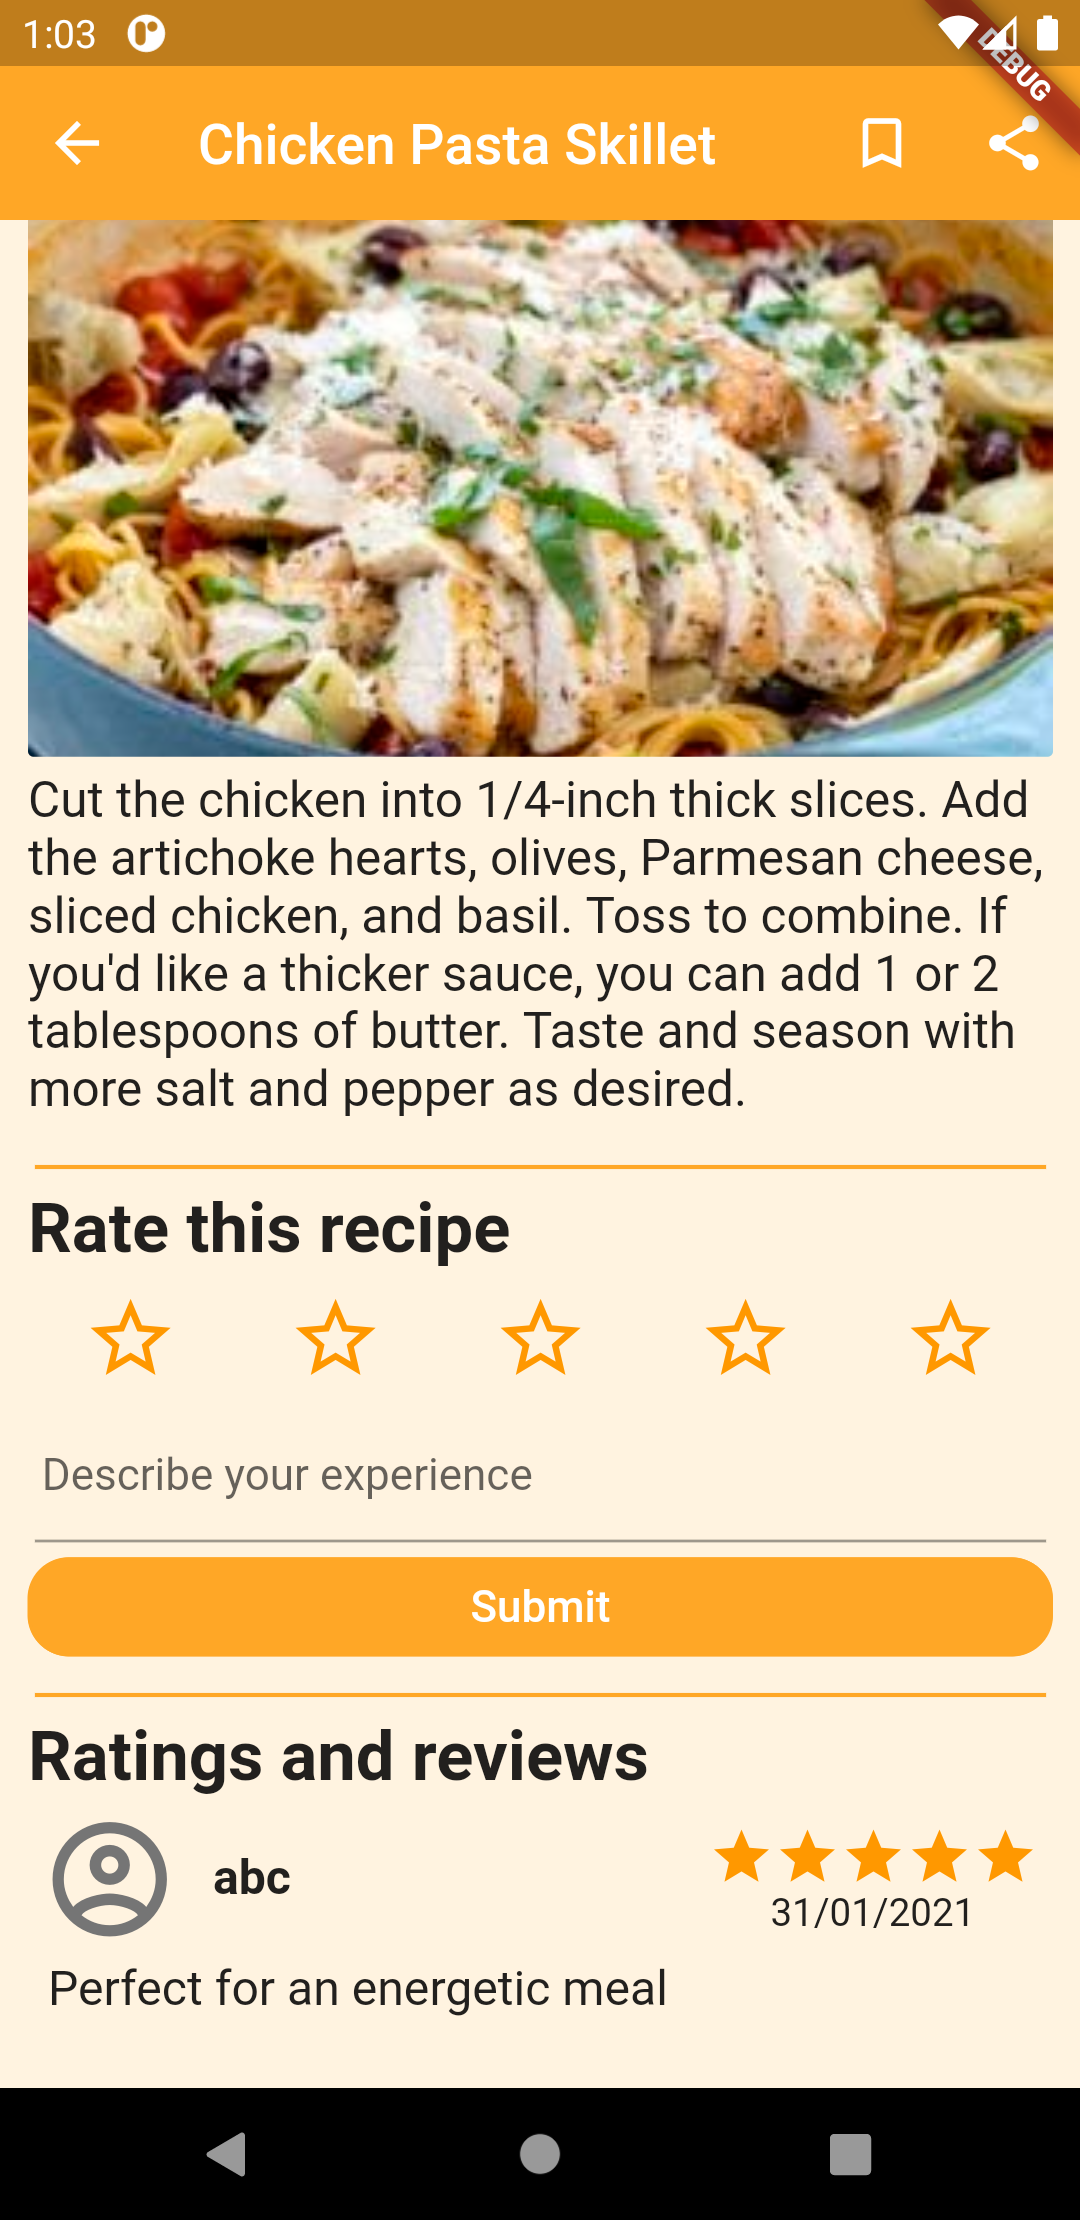 1:03
DEBUG
Chicken Pasta Skillet
Cut the chicken into 1/4-inch thick slices. Add
the artichoke hearts, olives, Parmesan cheese,
sliced chicken, and basil. Toss to combine. If
you'd like a thicker sauce, you can add 1 or 2
tablespoons of butter. Taste and season with
more salt and pepper as desired.
Rate this recipe
Describe your experience
Submit
Ratings and reviews
abc
31/01/2021
Perfect for an energetic meal